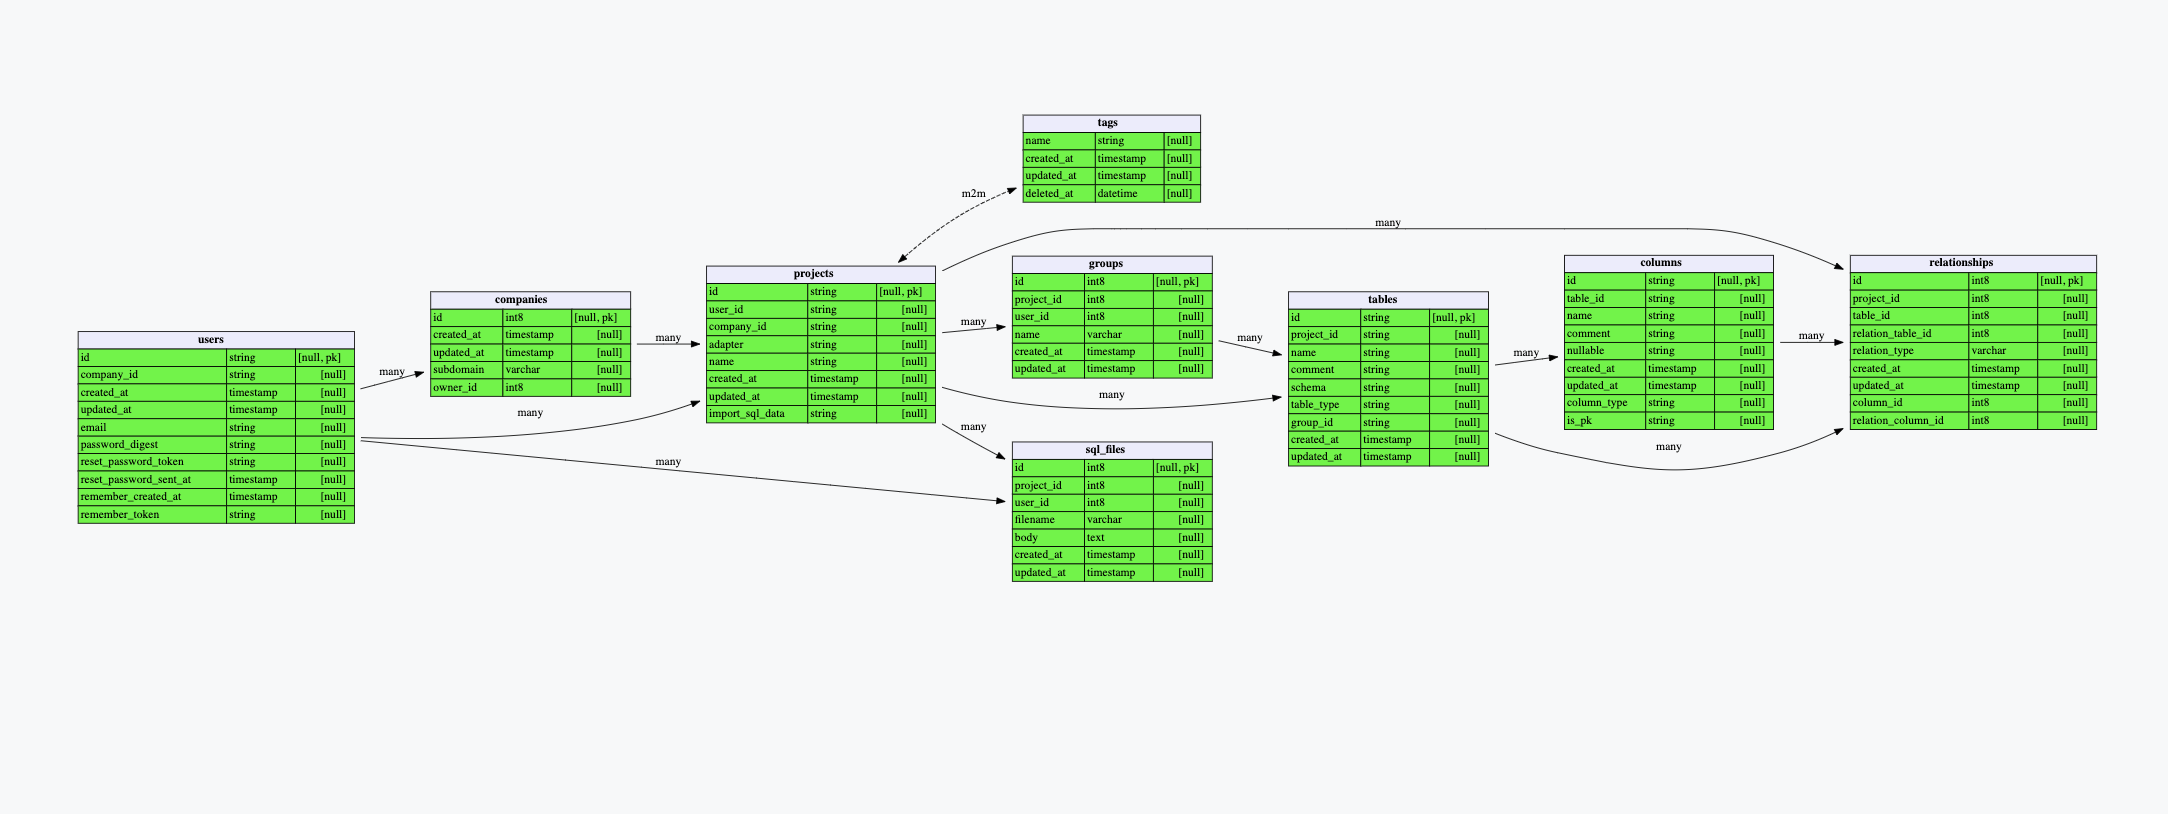 tags
name string [null]
created_at timestamp [null]
updated_at timestamp [null]
deleted_at datetime [null]
m2m
many
projects
id string [null, pk]
user_id string [null]
company_id string [null]
adapter string [null]
name string [null]
created_at timestamp [null]
updated_at timestamp [null]
import_sql_data string [null]
groups
id int8 [null, pk]
project_id int8 [null]
user_id int8 [null]
name varchar [null]
created_at timestamp [null]
updated_at timestamp [null]
columns
id string [null, pk]
table_id string [null]
name string [null]
comment string [null]
nullable string [null]
created_at timestamp [null]
updated_at timestamp [null]
column_type string [null]
is_pk string [null]
relationships
id int8 [null, pk]
project_id int8 [null]
table_id int8 [null]
relation_table_id int8 [null]
relation_type varchar [null]
created_at timestamp [null]
updated_at timestamp [null]
column_id int8 [null]
relation_column_id int8 [null]
companies
id int8 [null, pk]
created_at timestamp [null]
updated_at timestamp [null]
subdomain varchar [null]
owner_id int8 [null]
tables
id string [null, pk]
project_id string [null]
name string [null]
comment string [null]
schema string [null]
table_type string [null]
group_id string [null]
created_at timestamp [null]
updated_at timestamp [null]
users
id string [null, pk]
company_id string [null]
created_at timestamp [null]
updated_at timestamp [null]
email string [null]
password_digest string [null]
reset_password_token string [null]
reset_password_sent_at timestamp [null]
remember_created_at timestamp [null]
remember_token string [null]
many
many
many
many
many
many
many
many
many
many
many
sql_files
id int8 [null, pk]
project_id int8 [null]
user_id int8 [null]
filename varchar [null]
body text [null]
created_at timestamp [null]
updated_at timestamp [null]